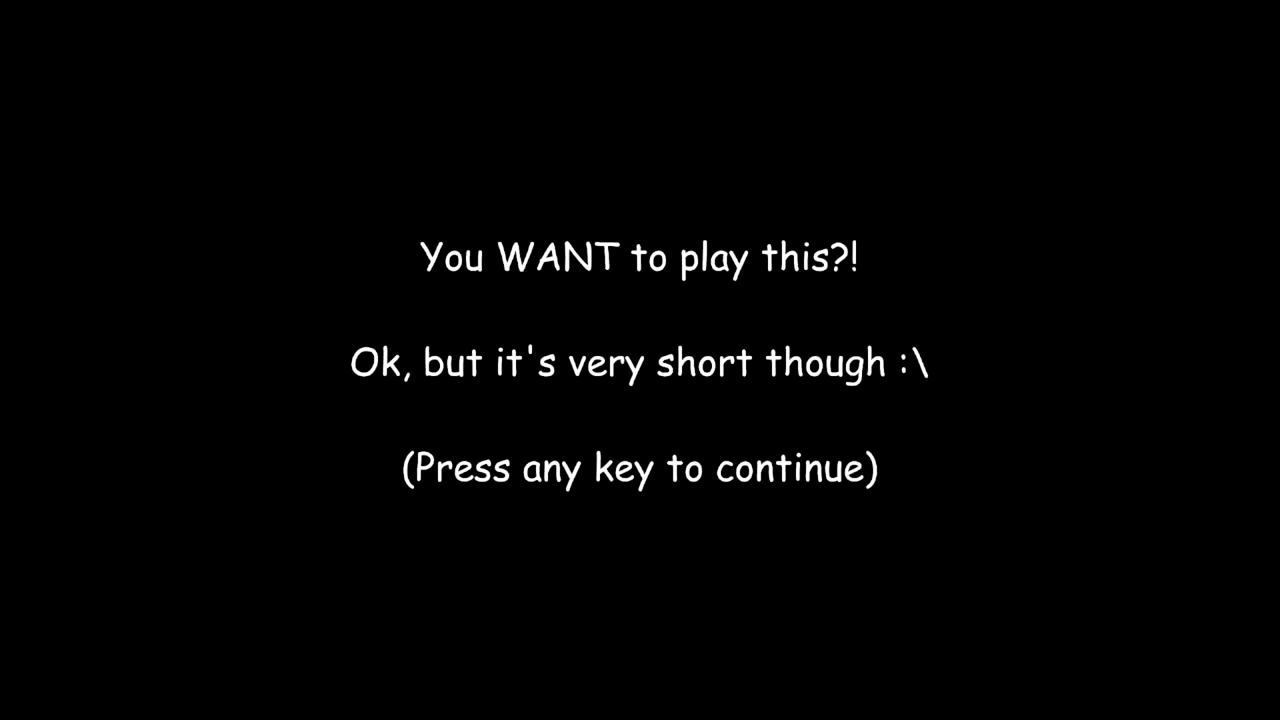 You WANT to play this?!
Ok, but it's very short though :\
(Press any key to continue)